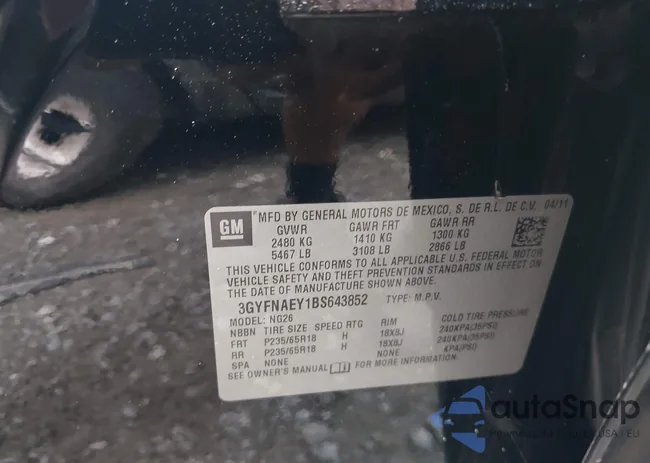 GM
MFD BY GENERAL MOTORS DE MEXICO, S. DE R.L. DE C.V. 04/11
GVWR GAWR FRT GAWR RR
2480 KG 1410 KG 1300 KG
5467 LB 3108 LB 2866 LB
THIS VEHICLE CONFORMS TO ALL APPLICABLE U.S. FEDERAL MOTOR
VEHICLE SAFETY AND THEFT PREVENTION STANDARDS IN EFFECT ON
THE DATE OF MANUFACTURE SHOWN ABOVE.
3GYFNAEY1BS643852 TYPE: M.P.V.
MODEL: NG26
NBBN TIRE SIZE SPEED RTG RIM COLD TIRE PRESSURE
FRT P235/65R18 H 18X8J 240KPA(35PSI)
RR P235/65R18 H 18X8J 240KPA(35PSI)
SPA NONE NONE KPA(PSI)
SEE OWNER'S MANUAL FOR MORE INFORMATION.
autoSnap